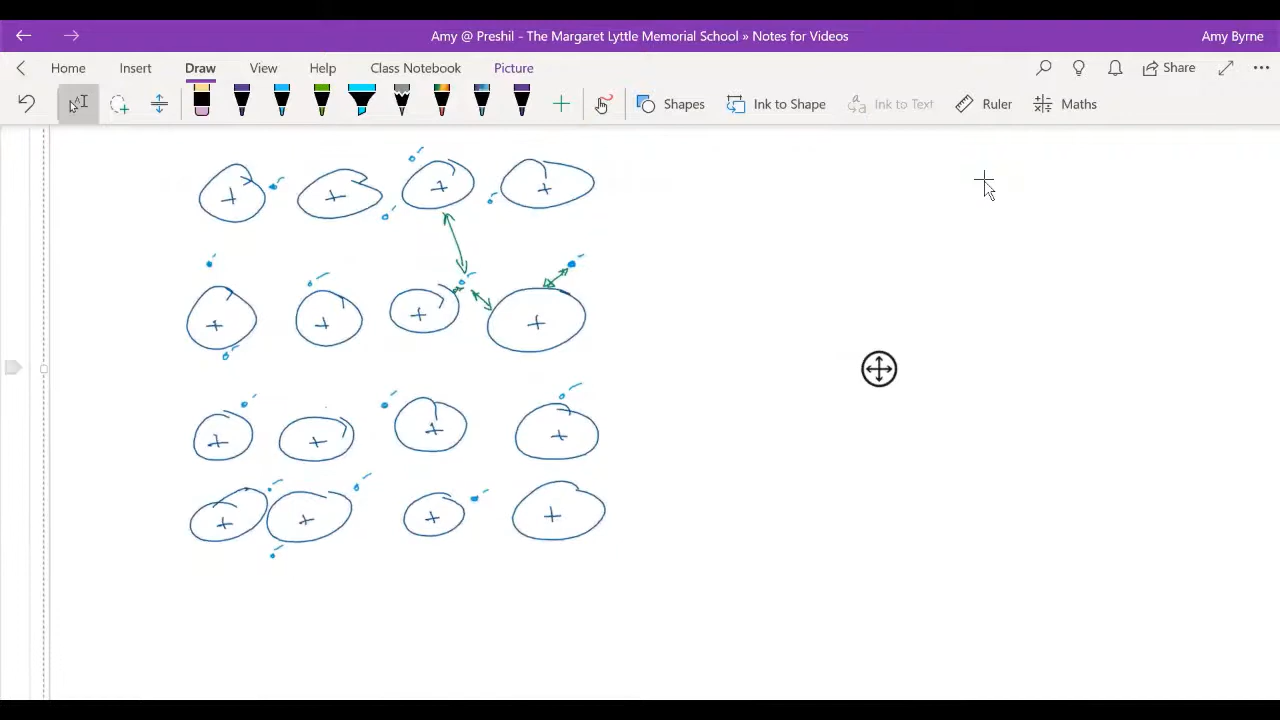 Amy @ Preshil - The Margaret Lyttle Memorial School » Notes for Videos
Amy Byrne
Home Insert Draw View Help Class Notebook Picture
Share
Shapes Ink to Shape Ink to Text Ruler Maths
+ + + +
+ + + +
+ + + +
+ + + +